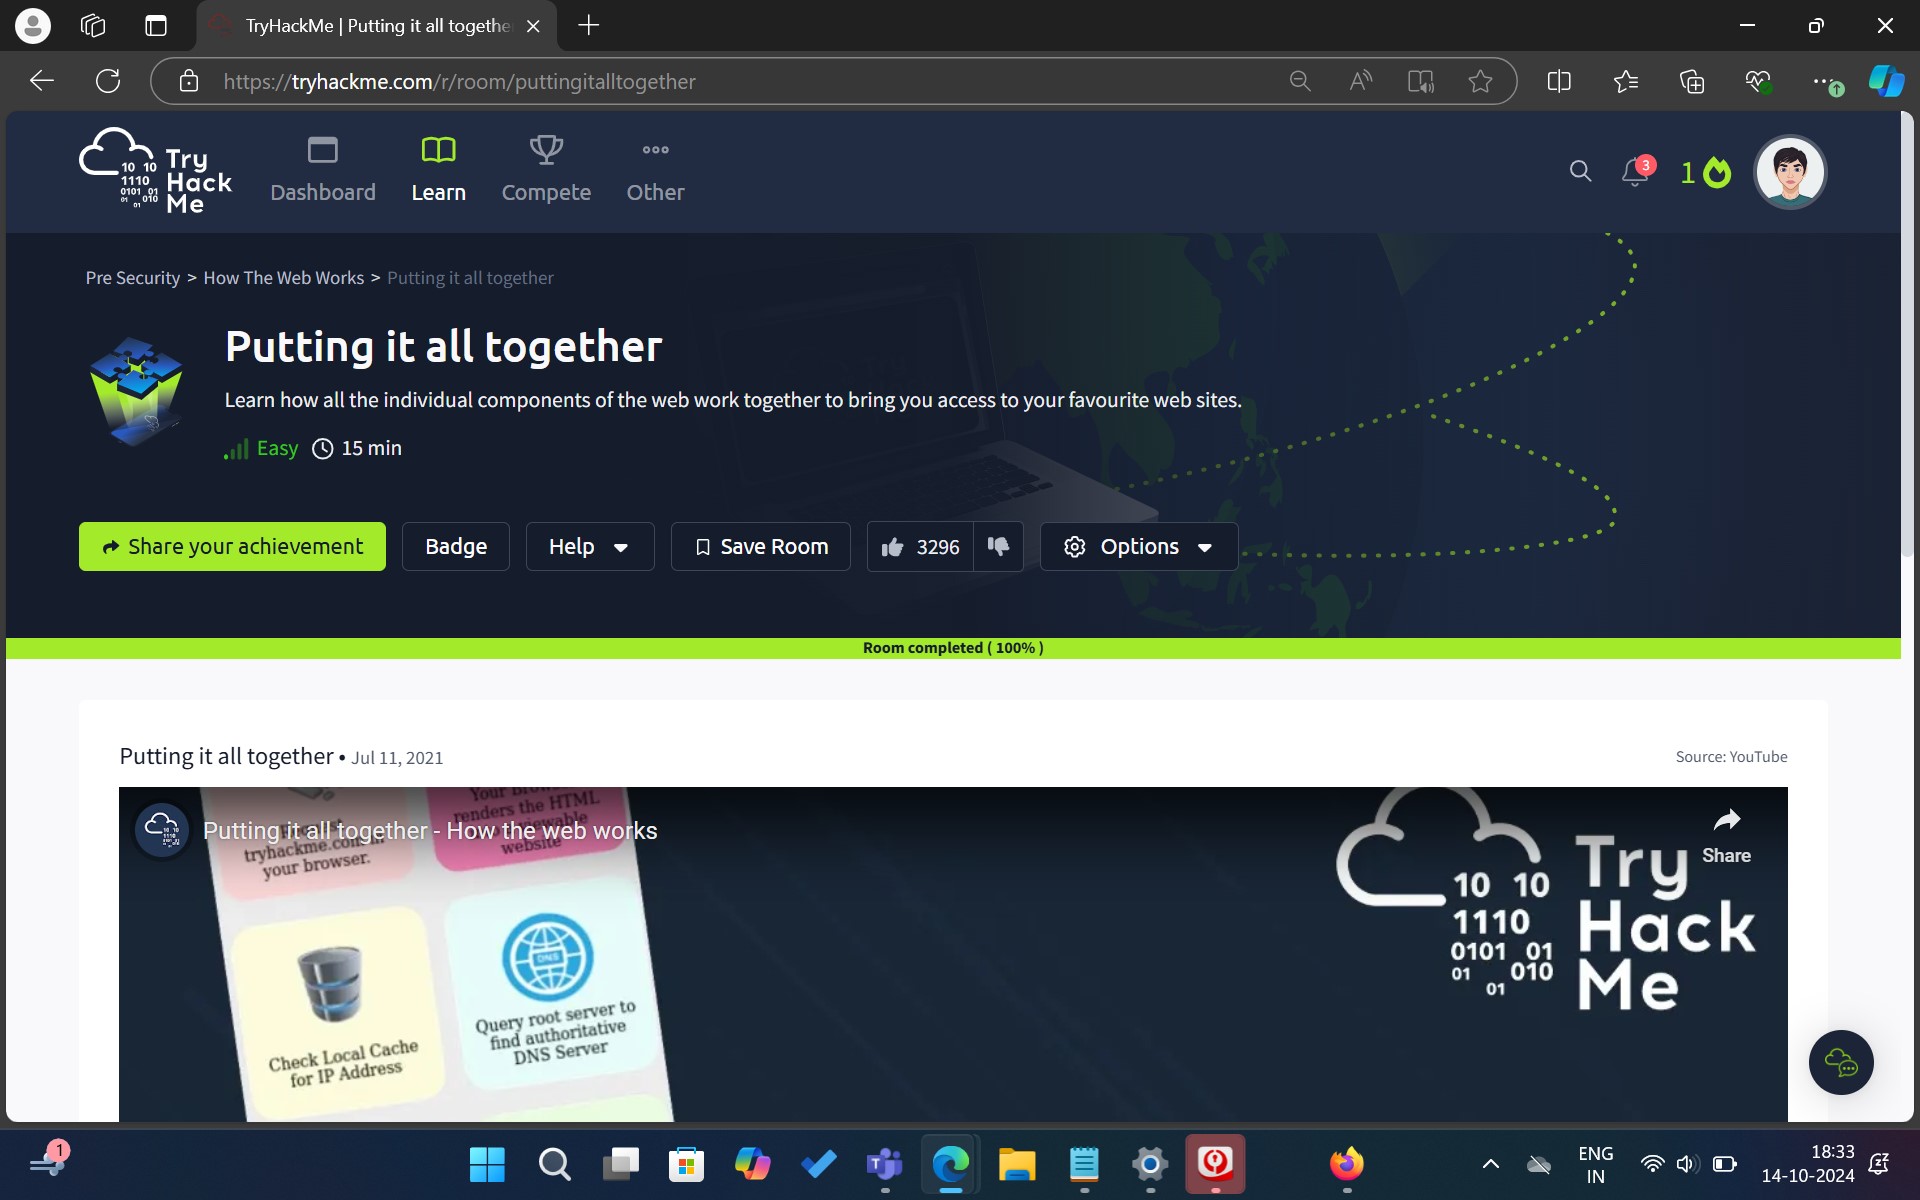 TryHackMe | Putting it all togethe
https://tryhackme.com/r/room/puttingitalltogether
10 10
1110
0101 01
01 010
01
Try
Hack
Me
Dashboard
Learn
Compete
Other
3
1
Pre Security > How The Web Works > Putting it all together
Putting it all together
Learn how all the individual components of the web work together to bring you access to your favourite web sites.
Easy 15 min
Share your achievement
Badge
Help
Save Room
3296
Options
Room completed ( 100% )
Putting it all together • Jul 11, 2021
Source: YouTube
Putting it all together - How the web works
tryhackme.com
your browser.
renders the HTML
website
Share
Check Local Cache
for IP Address
DNS
Query root server to
find authoritative
DNS Server
10 10
1110
0101 01
01 010
01
Try
Hack
Me
1
ENG
IN
18:33
14-10-2024